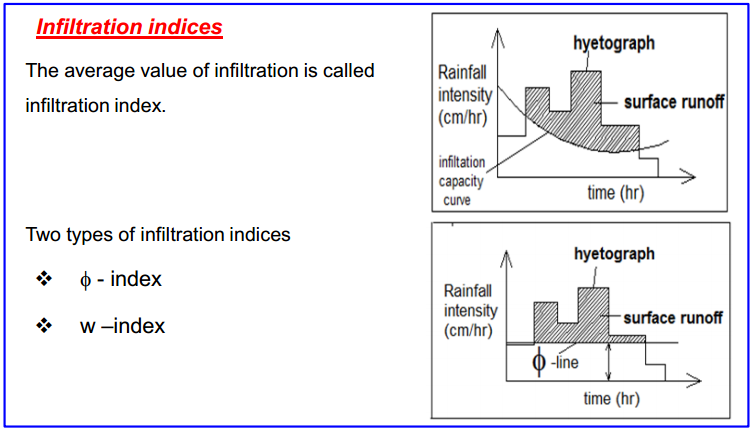 Infiltration indices
The average value of infiltration is called
infiltration index.
Two types of infiltration indices
❖ ϕ - index
❖ w –index
hyetograph
Rainfall
intensity
(cm/hr)
surface runoff
infiltation
capacity
curve
time (hr)
hyetograph
Rainfall
intensity
(cm/hr)
surface runoff
ϕ -line
time (hr)